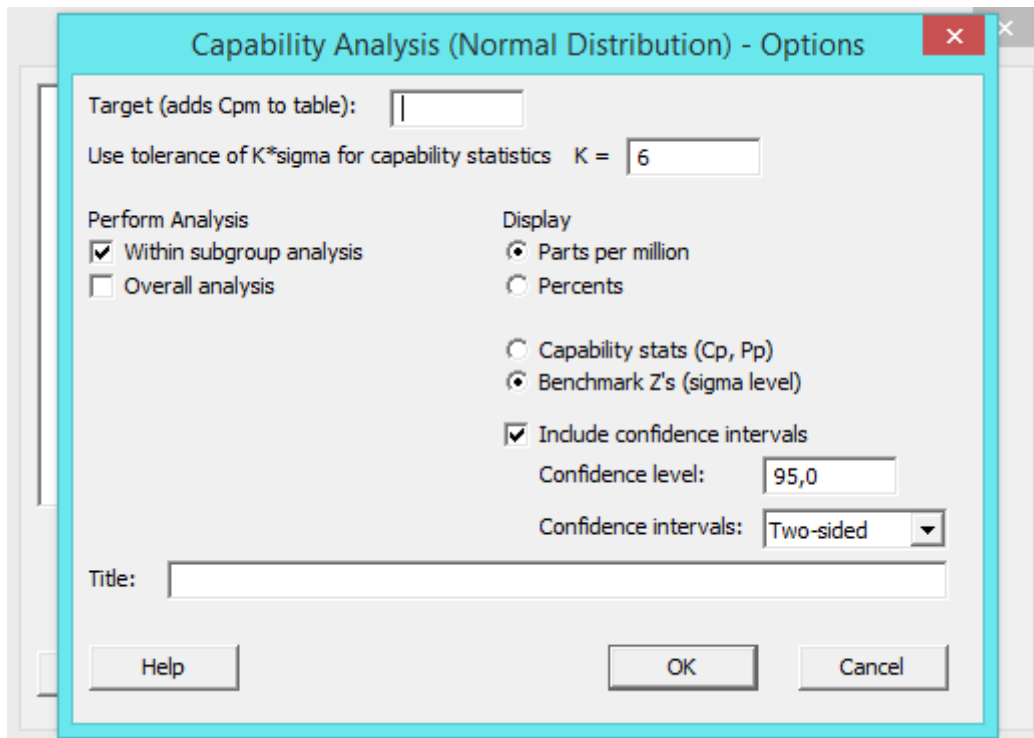 Capability Analysis (Normal Distribution) - Options
Target (adds Cpm to table):
Use tolerance of K*sigma for capability statistics K = 6
Perform Analysis
Display
Within subgroup analysis
Parts per million
Overall analysis
Percents
Capability stats (Cp, Pp)
Benchmark Z's (sigma level)
Include confidence intervals
Confidence level: 95,0
Confidence intervals: Two-sided
Title:
Help
OK
Cancel